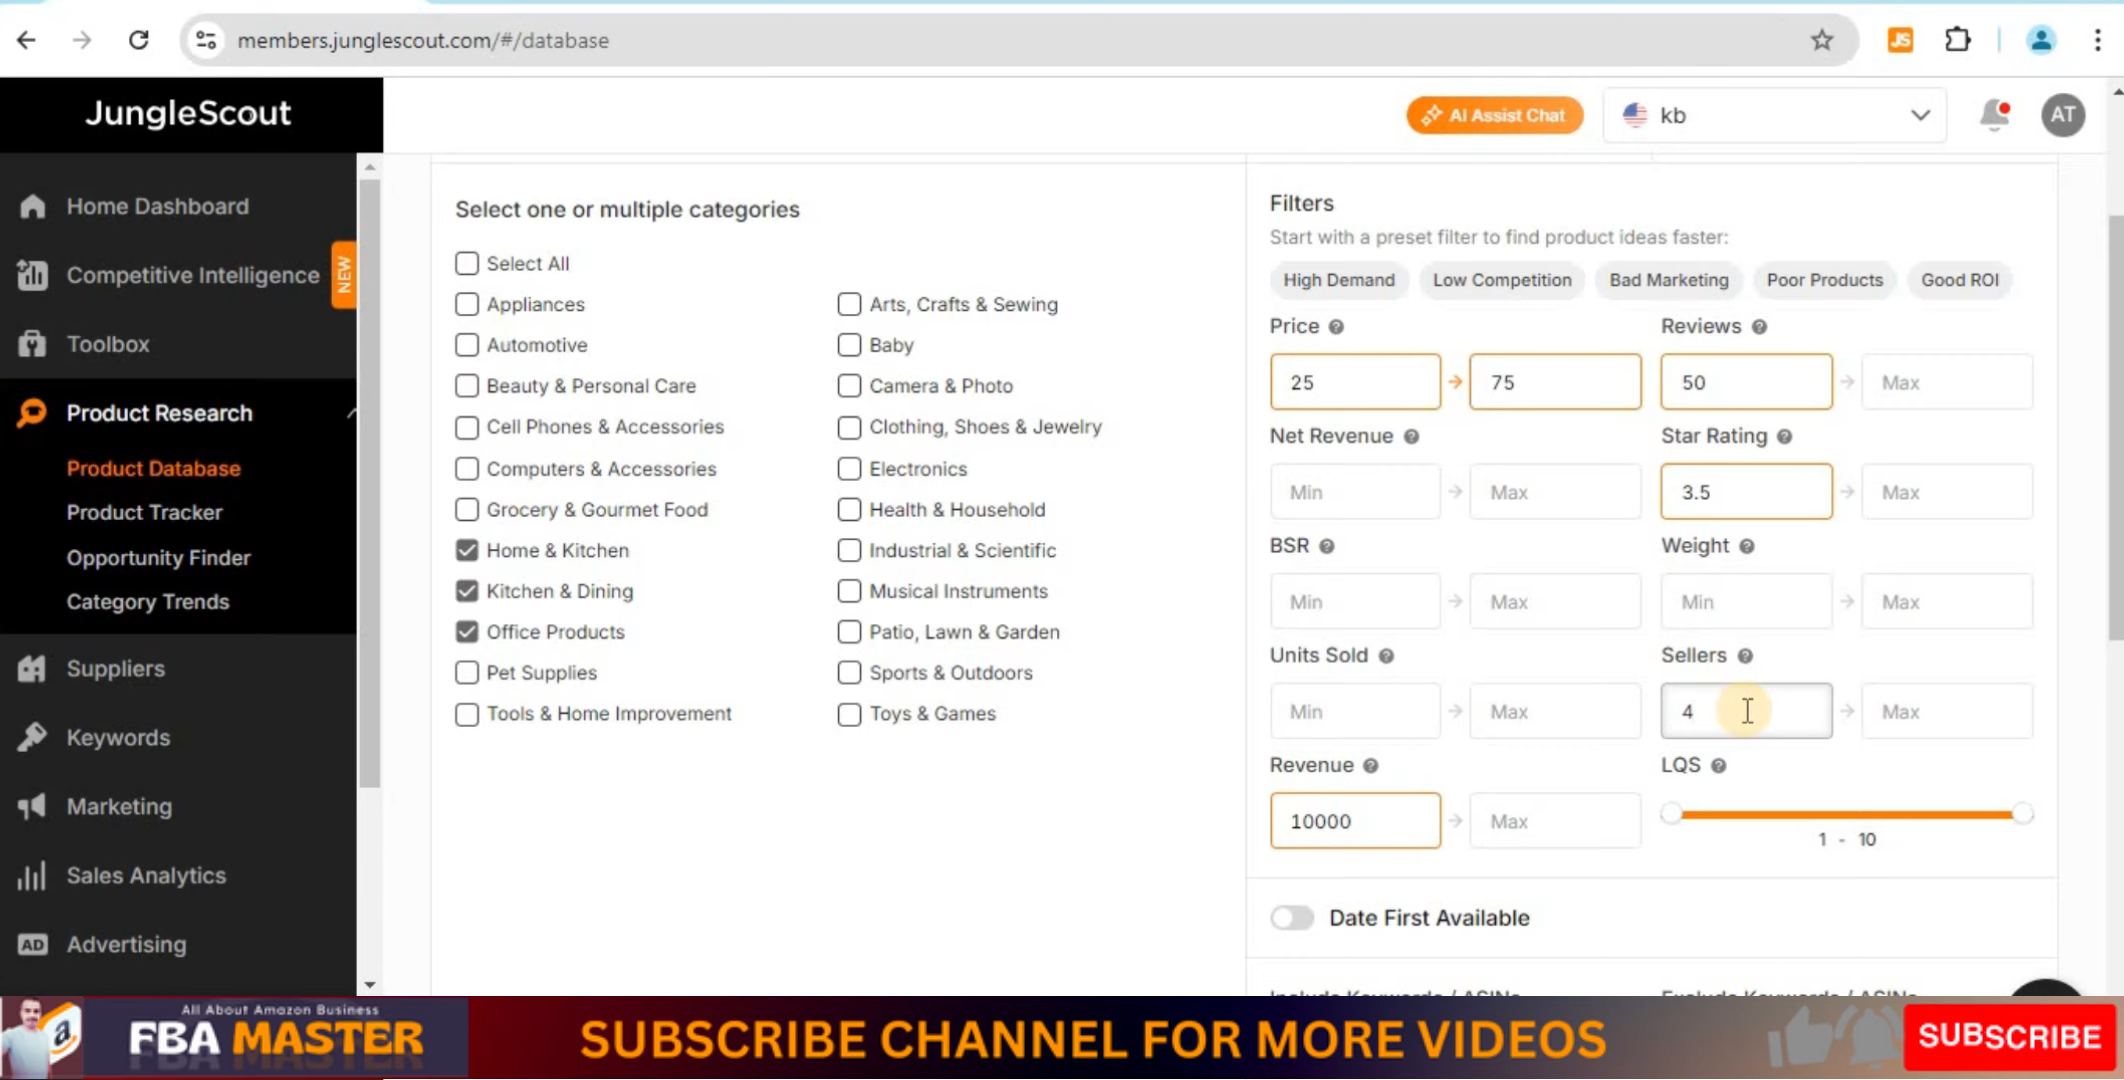 members.junglescout.com/#/database
JS
JungleScout
AI Assist Chat
kb
AT
Home Dashboard
Competitive Intelligence
NEW
Toolbox
Product Research
Product Database
Product Tracker
Opportunity Finder
Category Trends
Suppliers
Keywords
Marketing
Sales Analytics
AD Advertising
Select one or multiple categories
Select All
Appliances
Arts, Crafts & Sewing
Automotive
Baby
Beauty & Personal Care
Camera & Photo
Cell Phones & Accessories
Clothing, Shoes & Jewelry
Computers & Accessories
Electronics
Grocery & Gourmet Food
Health & Household
Home & Kitchen
Industrial & Scientific
Kitchen & Dining
Musical Instruments
Office Products
Patio, Lawn & Garden
Pet Supplies
Sports & Outdoors
Tools & Home Improvement
Toys & Games
Filters
Start with a preset filter to find product ideas faster:
High Demand Low Competition Bad Marketing Poor Products Good ROI
Price Reviews
25 75 50 Max
Net Revenue Star Rating
Min Max 3.5 Max
BSR Weight
Min Max Min Max
Units Sold Sellers
Min Max 4 Max
Revenue LQS
10000 Max
1 - 10
Date First Available
Include Keywords / ASINs Exclude Keywords / ASINs
All About Amazon Business
FBA MASTER
a
SUBSCRIBE CHANNEL FOR MORE VIDEOS
SUBSCRIBE